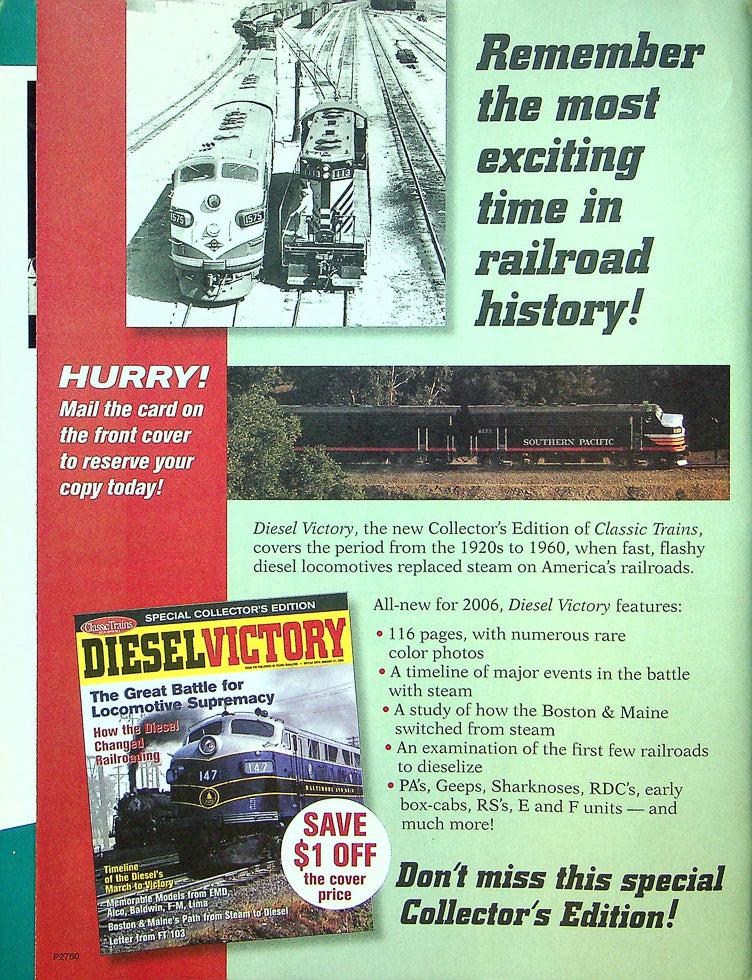 Remember
the most
exciting
time in
railroad
history!
1575
1575
HURRY!
Mail the card on
the front cover
to reserve your
copy today!
SOUTHERN PACIFIC
Diesel Victory, the new Collector's Edition of Classic Trains,
covers the period from the 1920s to 1960, when fast, flashy
diesel locomotives replaced steam on America's railroads.
All-new for 2006, Diesel Victory features:
• 116 pages, with numerous rare
color photos
• A timeline of major events in the battle
with steam
• A study of how the Boston & Maine
switched from steam
• An examination of the first few railroads
to dieselize
• PA's, Geeps, Sharknoses, RDC's, early
box-cabs, RS's, E and F units — and
much more!
Classic Trains
SPECIAL COLLECTOR'S EDITION
DIESELVICTORY
The Great Battle for
Locomotive Supremacy
How the Diesel
Changed
Railroading
147
147
BALTIMORE AND OHIO
SAVE
$1 OFF
the cover
price
Timeline
of the Diesel's
March to Victory
Memorable Models from EMD,
Alco, Baldwin, F-M, Lima
Boston & Maine's Path from Steam to Diesel
Letter from FT 103
Don't miss this special
Collector's Edition!
P2760